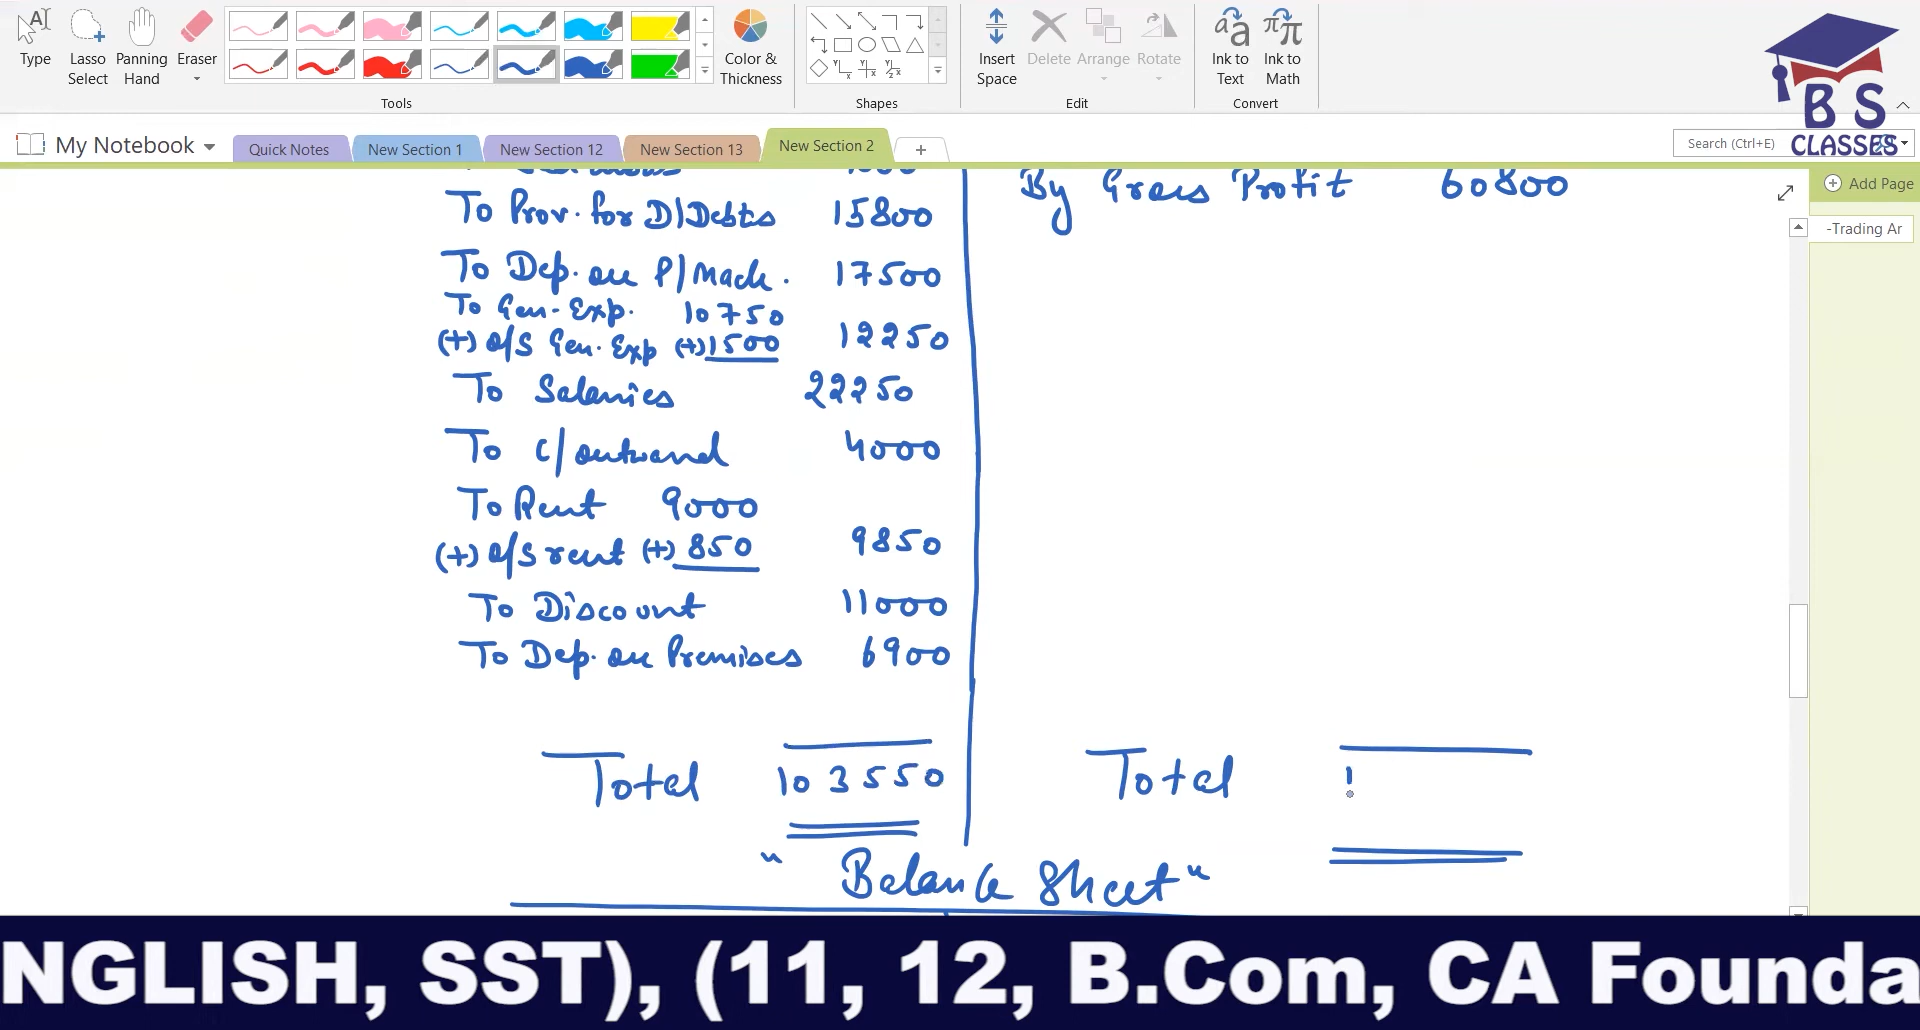 Type
Lasso Select
Panning Hand
Eraser
Color & Thickness
Insert Space
Delete
Arrange
Rotate
Ink to Text
Ink to Math
Tools
Shapes
Edit
Convert
B S
CLASSES
My Notebook
Quick Notes
New Section 1
New Section 12
New Section 13
New Section 2
+
Search (Ctrl+E)
Add Page
-Trading Ar
By Gross Profit 60800
To Prov. for D/Debts 15800
To Dep. on P/Mach. 17500
To Gen. Exp. 10750
(+) O/S Gen. Exp (+) 1500 12250
To Salaries 22250
To C/outward 4000
To Rent 9000
(+) O/S rent (+) 850 9850
To Discount 11000
To Dep. on Premises 6900
Total 103550
Total 1
" Balance Sheet "
NGLISH, SST), (11, 12, B.Com, CA Founda